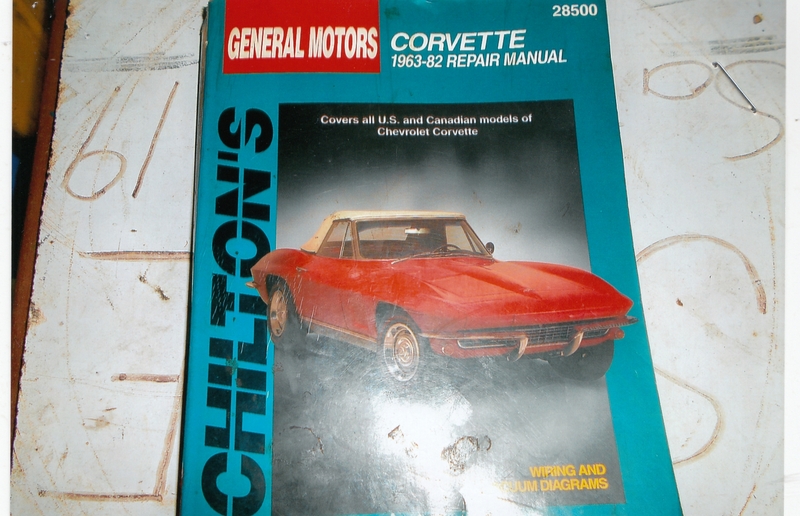 28500
GENERAL MOTORS
CORVETTE
1963-82 REPAIR MANUAL
Covers all U.S. and Canadian models of
Chevrolet Corvette
CHILTON'S
WIRING AND
DIAGRAMS